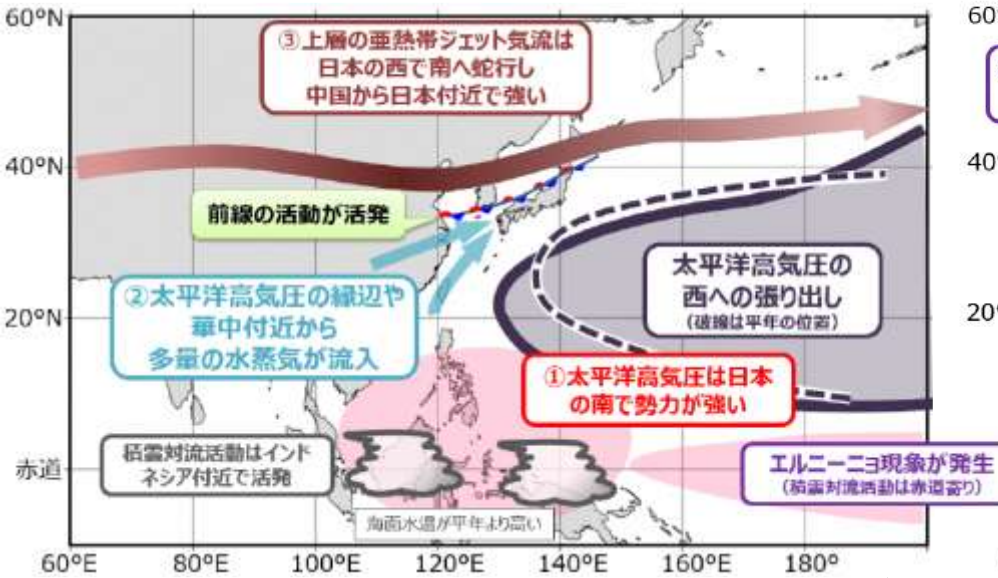 60°N
③上層の亜熱帯ジェット気流は
日本の西で南へ蛇行し
中国から日本付近で強い
60
40°N
40
前線の活動が活発
太平洋高気圧の
西への張り出し
(破線は平年の位置)
②太平洋高気圧の縁辺や
華中付近から
多量の水蒸気が流入
20°N
20°
①太平洋高気圧は日本
の南で勢力が強い
積雲対流活動はインド
ネシア付近で活発
赤道
エルニーニョ現象が発生
(積雲対流活動は赤道寄り)
海面水温が平年より高い
60°E
80°E
100°E
120°E
140°E
160°E
180°